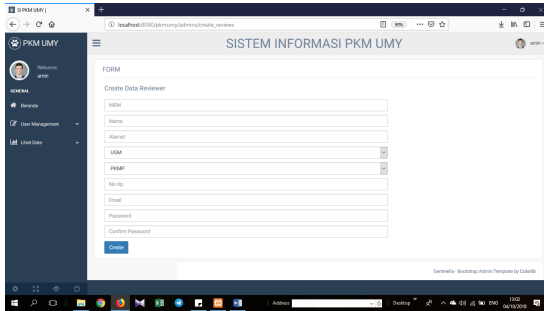 SI PKM UMY |
localhost:8080/pkmumy/admins/create_reviews
90%
PKM UMY
SISTEM INFORMASI PKM UMY
amin
Welcome,
amin
GENERAL
Beranda
User Management
Lihat Data
FORM
Create Data Reviewer
NIDN
Nama
Alamat
UGM
PKMP
No Hp
Email
Password
Confirm Password
Create
Gentelella - Bootstrap Admin Template by Colorlib
Address
Desktop
ENG
13:02
04/10/2018